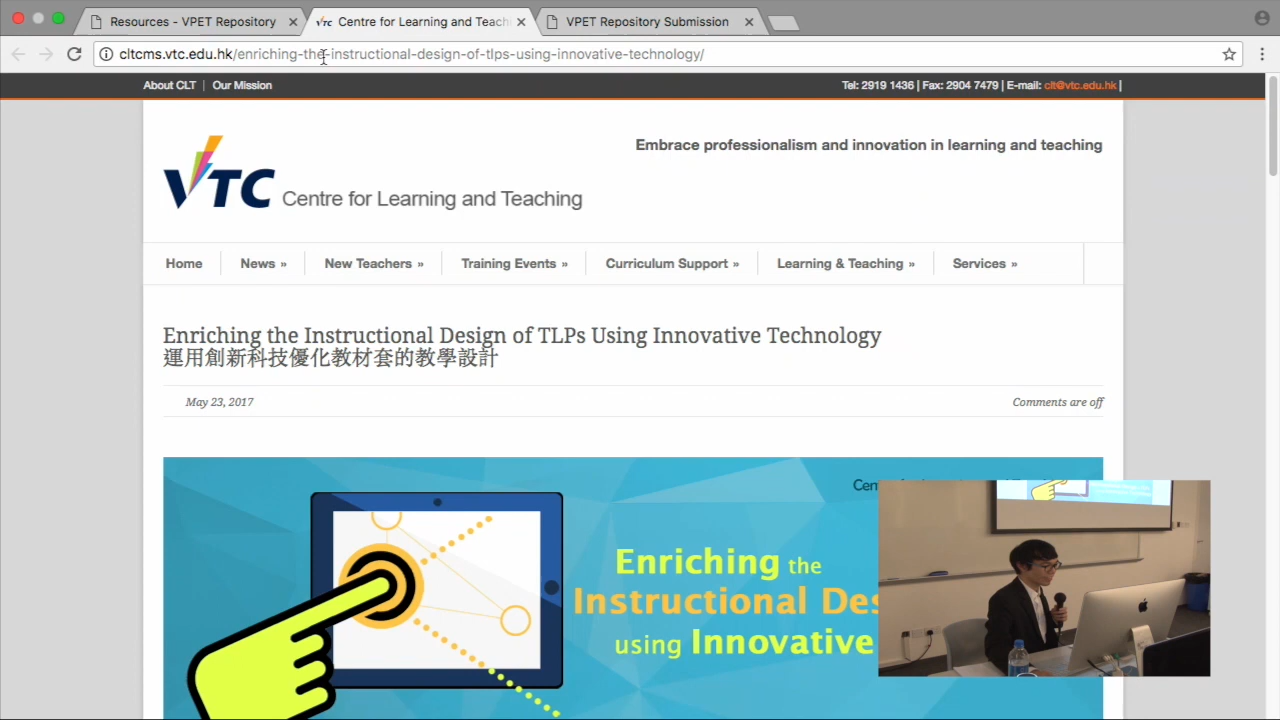 Resources - VPET Repository
Centre for Learning and Teach
VPET Repository Submission
cltcms.vtc.edu.hk/enriching-the-instructional-design-of-tlps-using-innovative-technology/
About CLT | Our Mission
Tel: 2919 1436 | Fax: 2904 7479 | E-mail: clt@vtc.edu.hk |
VTC Centre for Learning and Teaching
Embrace professionalism and innovation in learning and teaching
Home
News »
New Teachers »
Training Events »
Curriculum Support »
Learning & Teaching »
Services »
Enriching the Instructional Design of TLPs Using Innovative Technology
運用創新科技優化教材套的教學設計
May 23, 2017
Comments are off
Cen
Enriching the
Instructional Des
using Innovative